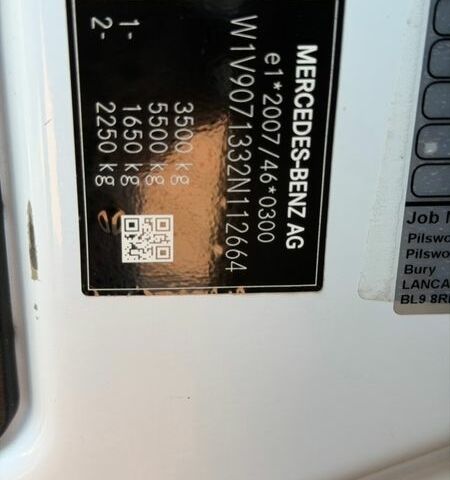 MERCEDES-BENZ AG
e1*2007/46*0300
W1V9071332N112664
3500 kg
5500 kg
1- 1650 kg
2- 2250 kg
Job
Pilswo
Pilswo
Bury
LANCA
BL9 8R